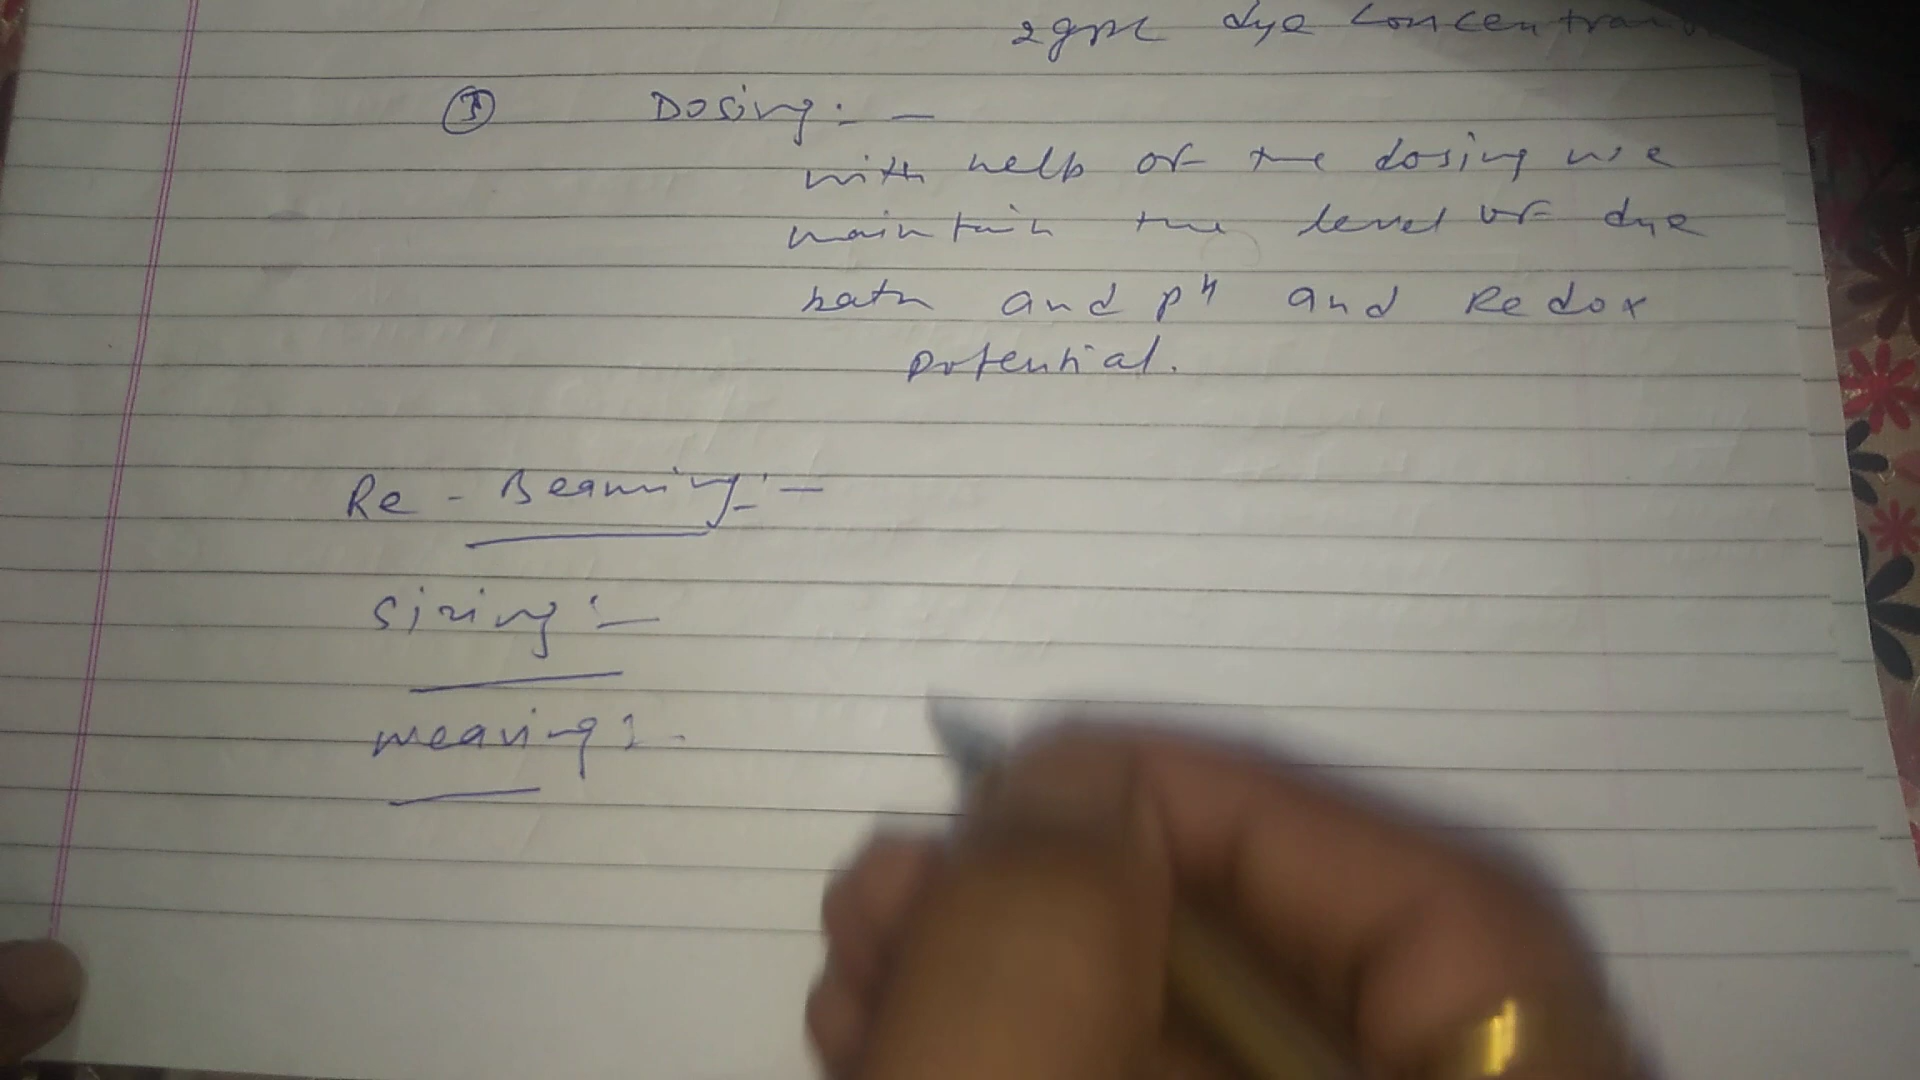 2gpl dye concentra
③ Dosing:-
with help of the dosing we
maintain the level of dye
bath and pH and Redox
potential.
Re-Beaming:-
Sizing:-
weaving:-